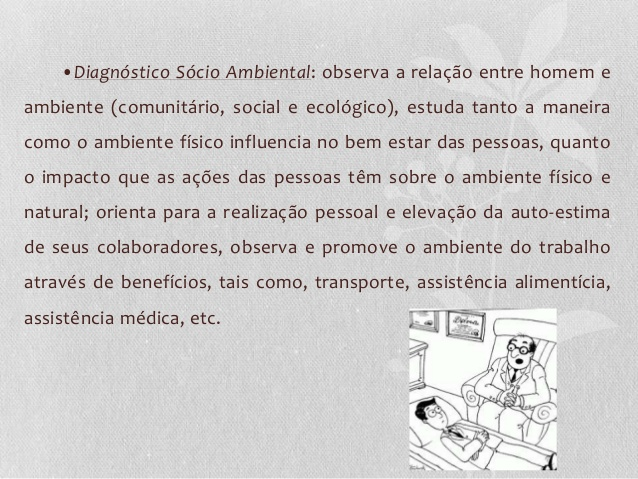 •Diagnóstico Sócio Ambiental: observa a relação entre homem e
ambiente (comunitário, social e ecológico), estuda tanto a maneira
como o ambiente físico influencia no bem estar das pessoas, quanto
o impacto que as ações das pessoas têm sobre o ambiente físico e
natural; orienta para a realização pessoal e elevação da auto-estima
de seus colaboradores, observa e promove o ambiente do trabalho
através de benefícios, tais como, transporte, assistência alimentícia,
assistência médica, etc.